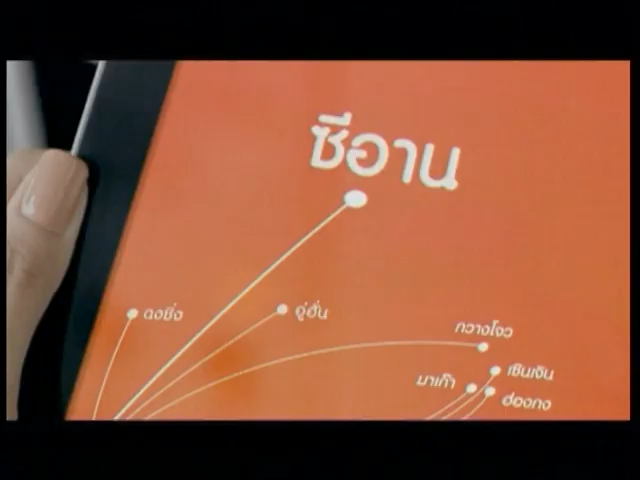 ซีอาน
ฉงชิ่ง
อู่ฮั่น
กวางโจว
เซินเจิน
มาเก๊า
ฮ่องกง